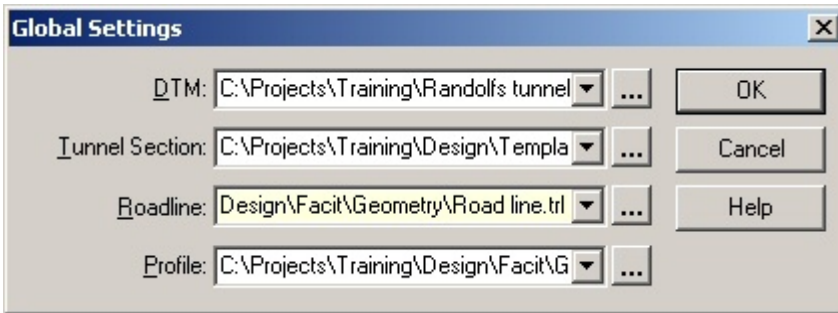 Global Settings
DTM: C:\Projects\Training\Randolfs tunnel ... OK
Tunnel Section: C:\Projects\Training\Design\Templa ... Cancel
Roadline: Design\Facit\Geometry\Road line.trl ... Help
Profile: C:\Projects\Training\Design\Facit\G ...